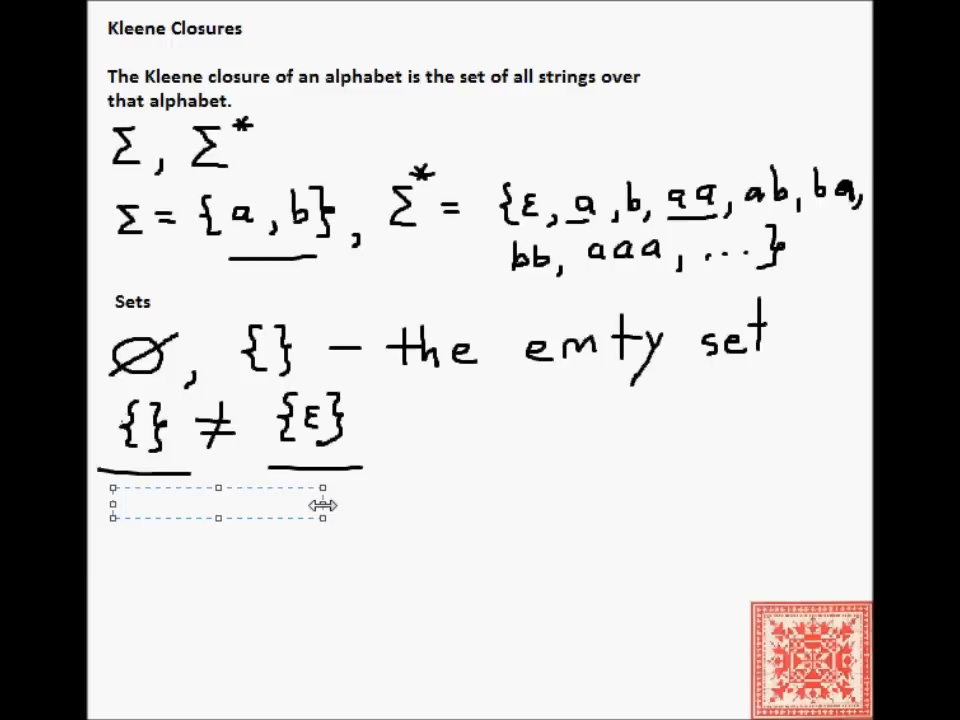 Kleene Closures
The Kleene closure of an alphabet is the set of all strings over
that alphabet.
Σ, Σ*
Σ = {a, b}, Σ* = {ε, a, b, aa, ab, ba,
bb, aaa, ...}
Sets
∅, {} — the emty set
{} ≠ {ε}